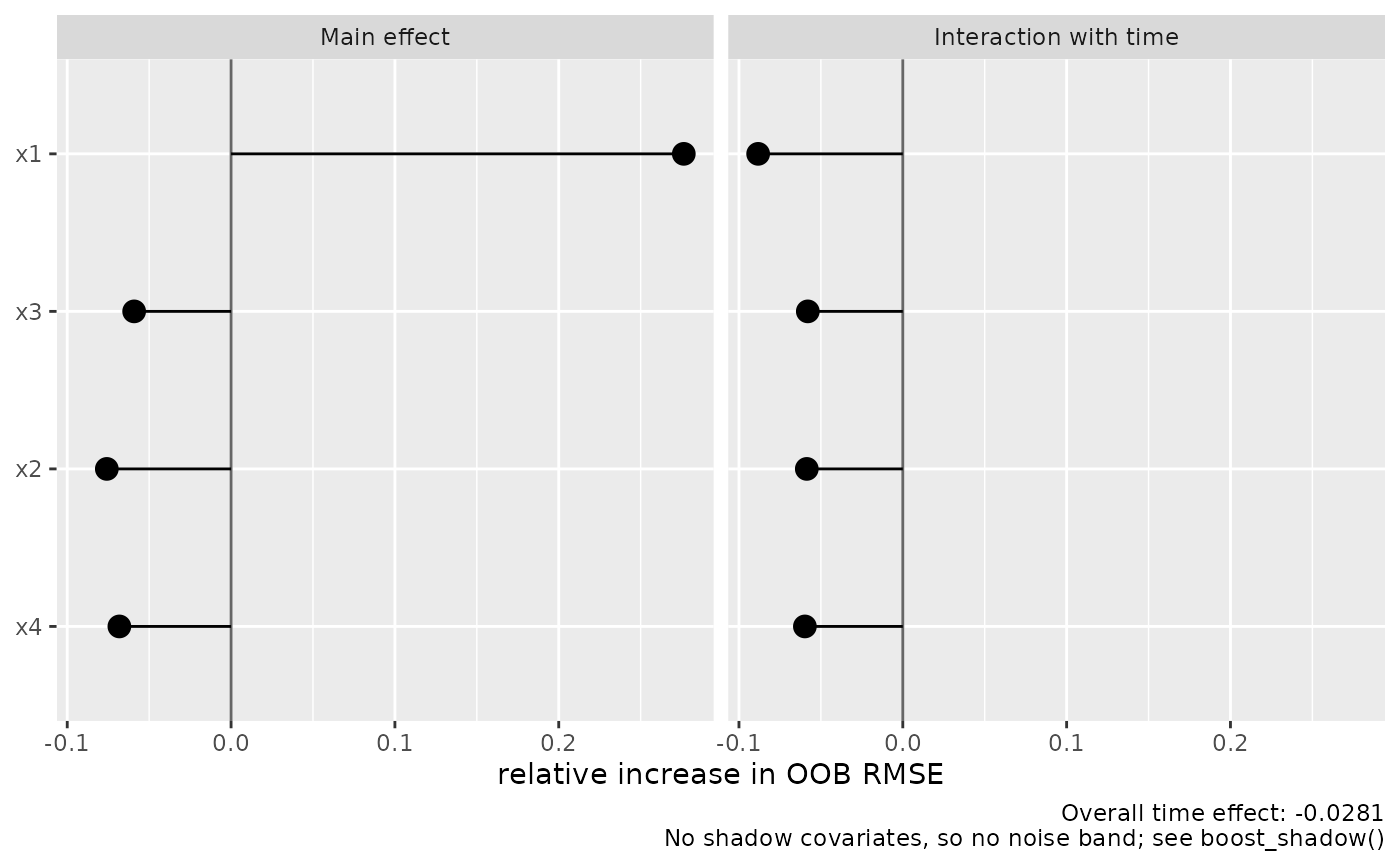 Main effect
Interaction with time
x1
x3
x2
x4
-0.1 0.0 0.1 0.2
-0.1 0.0 0.1 0.2
relative increase in OOB RMSE
Overall time effect: -0.0281
No shadow covariates, so no noise band; see boost_shadow()